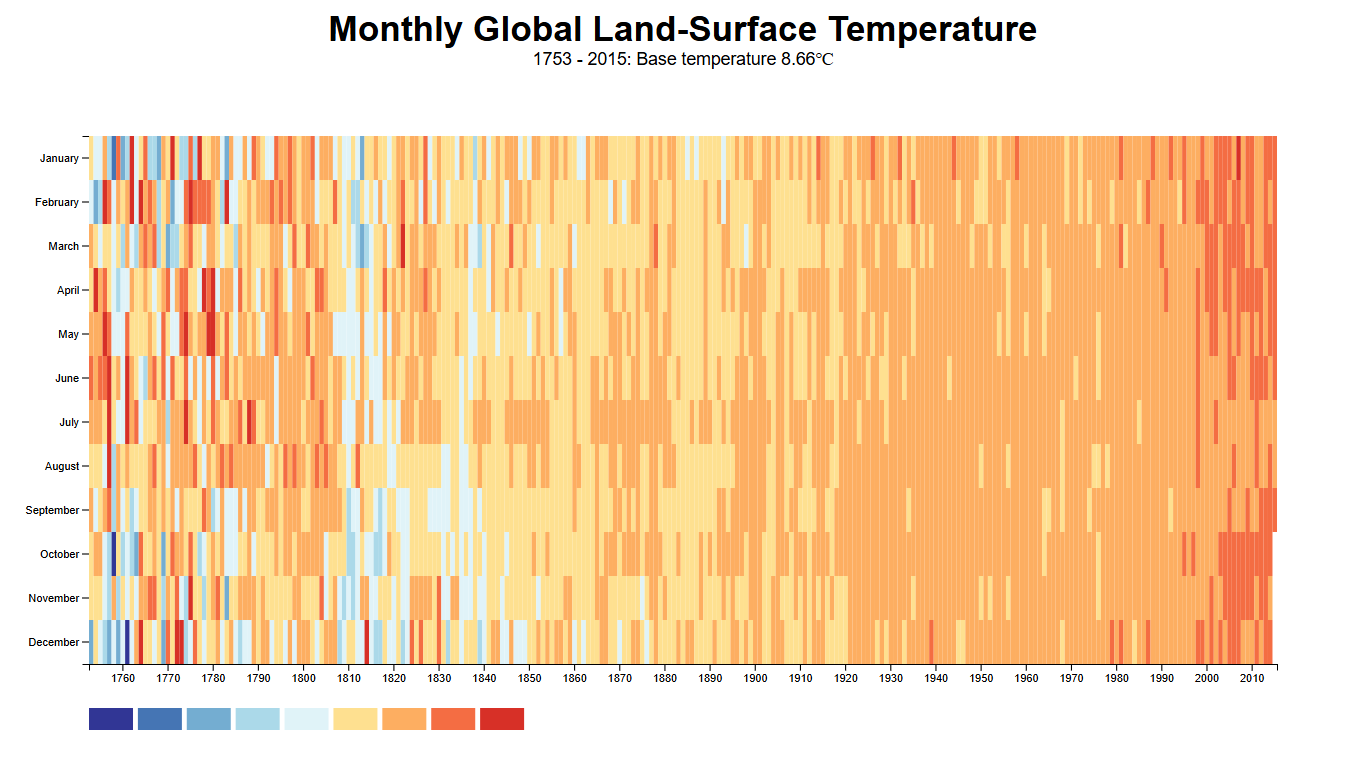 Monthly Global Land-Surface Temperature
1753 - 2015: Base temperature 8.66℃
January
February
March
April
May
June
July
August
September
October
November
December
1760 1770 1780 1790 1800 1810 1820 1830 1840 1850 1860 1870 1880 1890 1900 1910 1920 1930 1940 1950 1960 1970 1980 1990 2000 2010